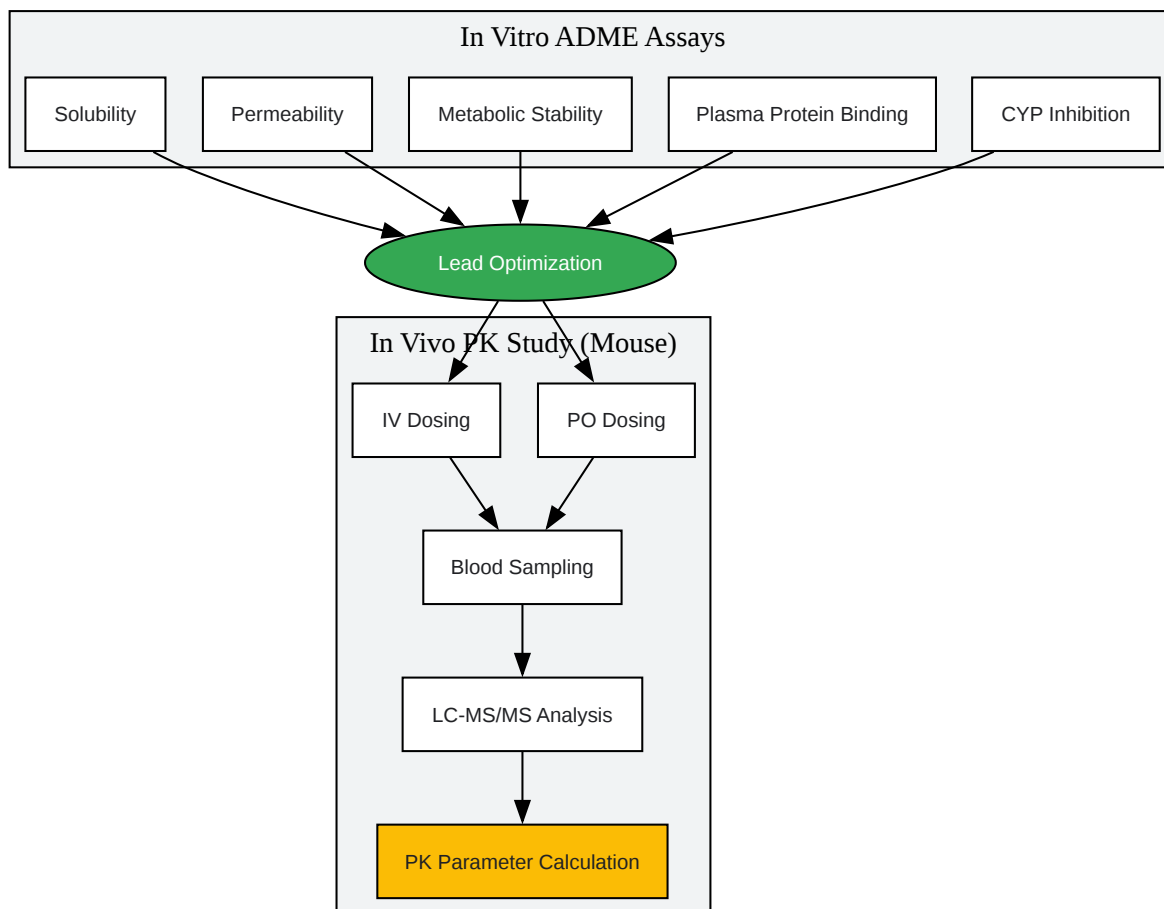 In Vitro ADME Assays
Solubility
Permeability
Metabolic Stability
Plasma Protein Binding
CYP Inhibition
Lead Optimization
In Vivo PK Study (Mouse)
IV Dosing
PO Dosing
Blood Sampling
LC-MS/MS Analysis
PK Parameter Calculation